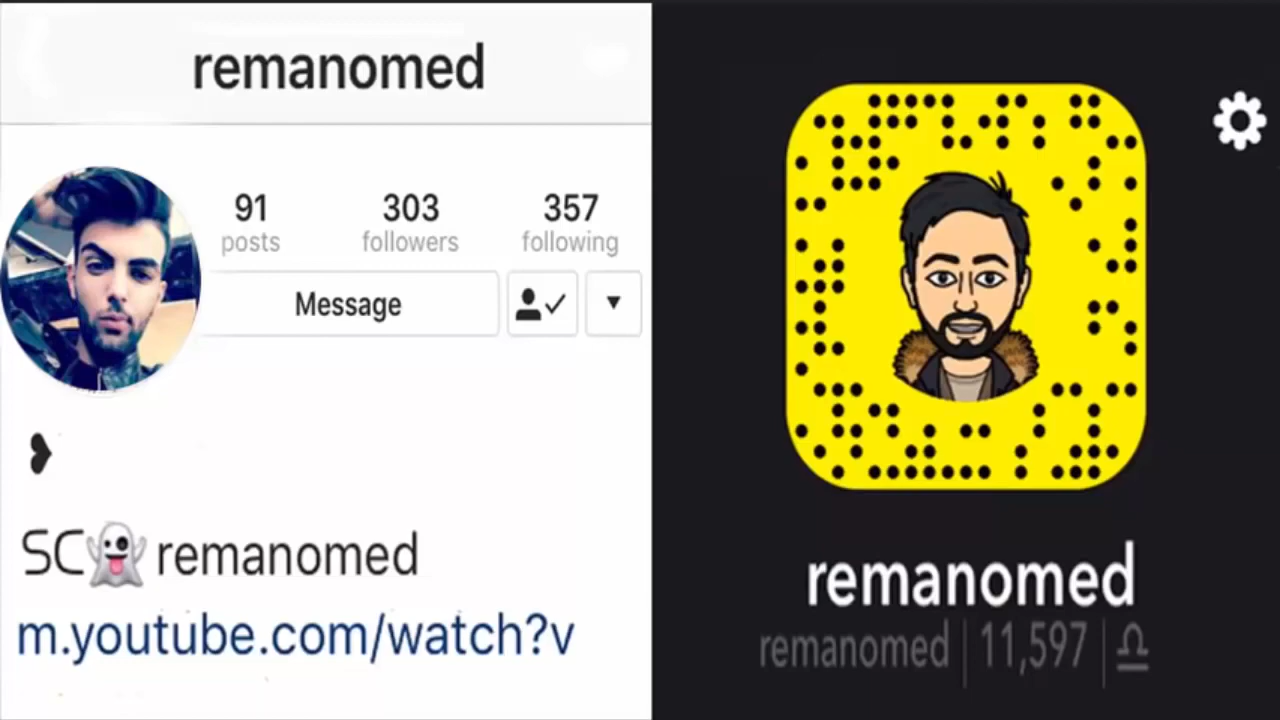 remanomed
91 303 357
posts followers following
Message
SC👻remanomed
m.youtube.com/watch?v
remanomed
remanomed | 11,597 | ♎